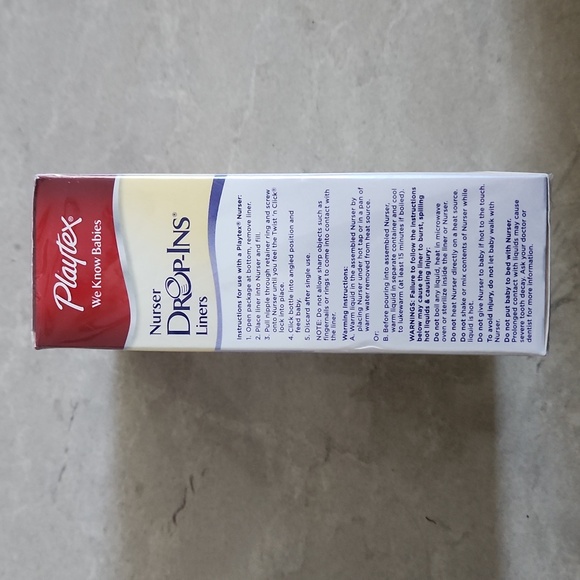 Playtex®
We Know Babies
Nurser
DROP-INS®
Liners
Instructions for use with a Playtex® Nurser:
1. Open package at bottom, remove liner.
2. Place liner into Nurser and fill.
3. Pull nipple through retainer ring and screw
onto Nurser until you feel the Twist 'n Click®
lock into place.
4. Click bottle into angled position and
feed baby.
5. Discard after single use.
NOTE: Do not allow sharp objects such as
fingernails or rings to come into contact with
the liner.
Warming Instructions:
A. Warm liquid in fully assembled Nurser by
placing Nurser under hot tap or in a pan of
warm water removed from heat source.
Or:
B. Before pouring into assembled Nurser,
warm liquid in separate container and cool
to lukewarm (at least 15 minutes if boiled).
WARNINGS: Failure to follow the instructions
below may cause the liner to burst, spilling
hot liquids & causing injury.
Do not boil any liquid, heat in microwave
oven or sterilize inside the liner or Nurser.
Do not heat Nurser directly on a heat source.
Do not shake or mix contents of Nurser while
liquid is hot.
Do not give Nurser to baby if hot to the touch.
To avoid injury, do not let baby walk with
Nurser.
Do not put baby to bed with Nurser.
Prolonged contact with liquids may cause
severe tooth decay. Ask your doctor or
dentist for more information.